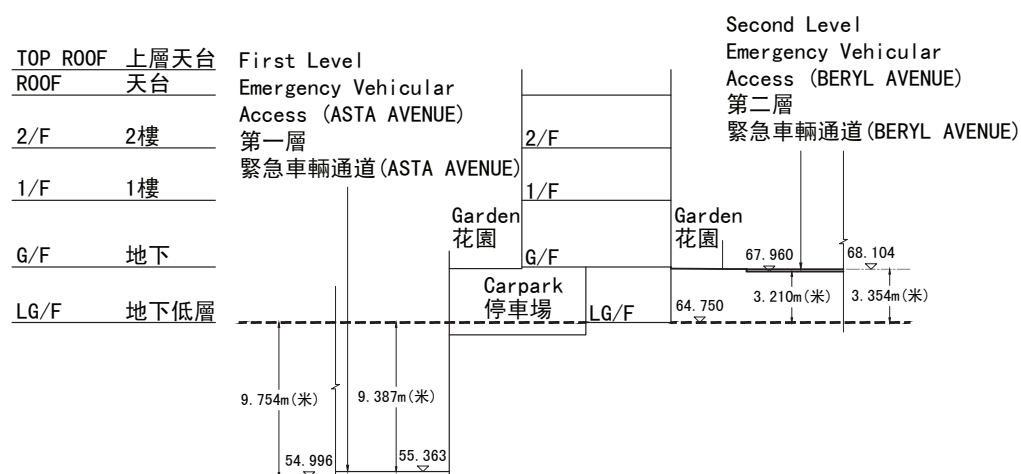 TOP ROOF 上層天台
ROOF 天台
2/F 2樓
1/F 1樓
G/F 地下
LG/F 地下低層
First Level
Emergency Vehicular
Access (ASTA AVENUE)
第一層
緊急車輛通道(ASTA AVENUE)
Second Level
Emergency Vehicular
Access (BERYL AVENUE)
第二層
緊急車輛通道(BERYL AVENUE)
2/F
1/F
Garden
花園
G/F
Garden
花園
Carpark
停車場
LG/F
67.960
68.104
64.750
3.210m(米)
3.354m(米)
9.754m(米)
9.387m(米)
54.996
55.363